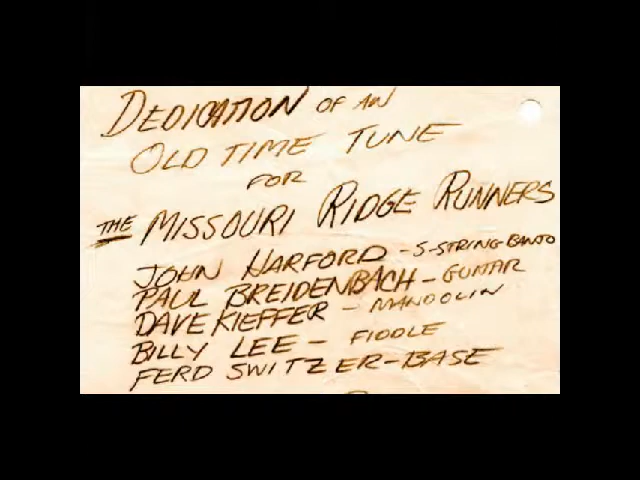 DEDICATION OF AN
OLD TIME TUNE
FOR
THE MISSOURI RIDGE RUNNERS
JOHN HARFORD - 5-STRING BANJO
PAUL BREIDENBACH - GUITAR
DAVE KIEFFER - MANDOLIN
BILLY LEE - FIDDLE
FERD SWITZER - BASE